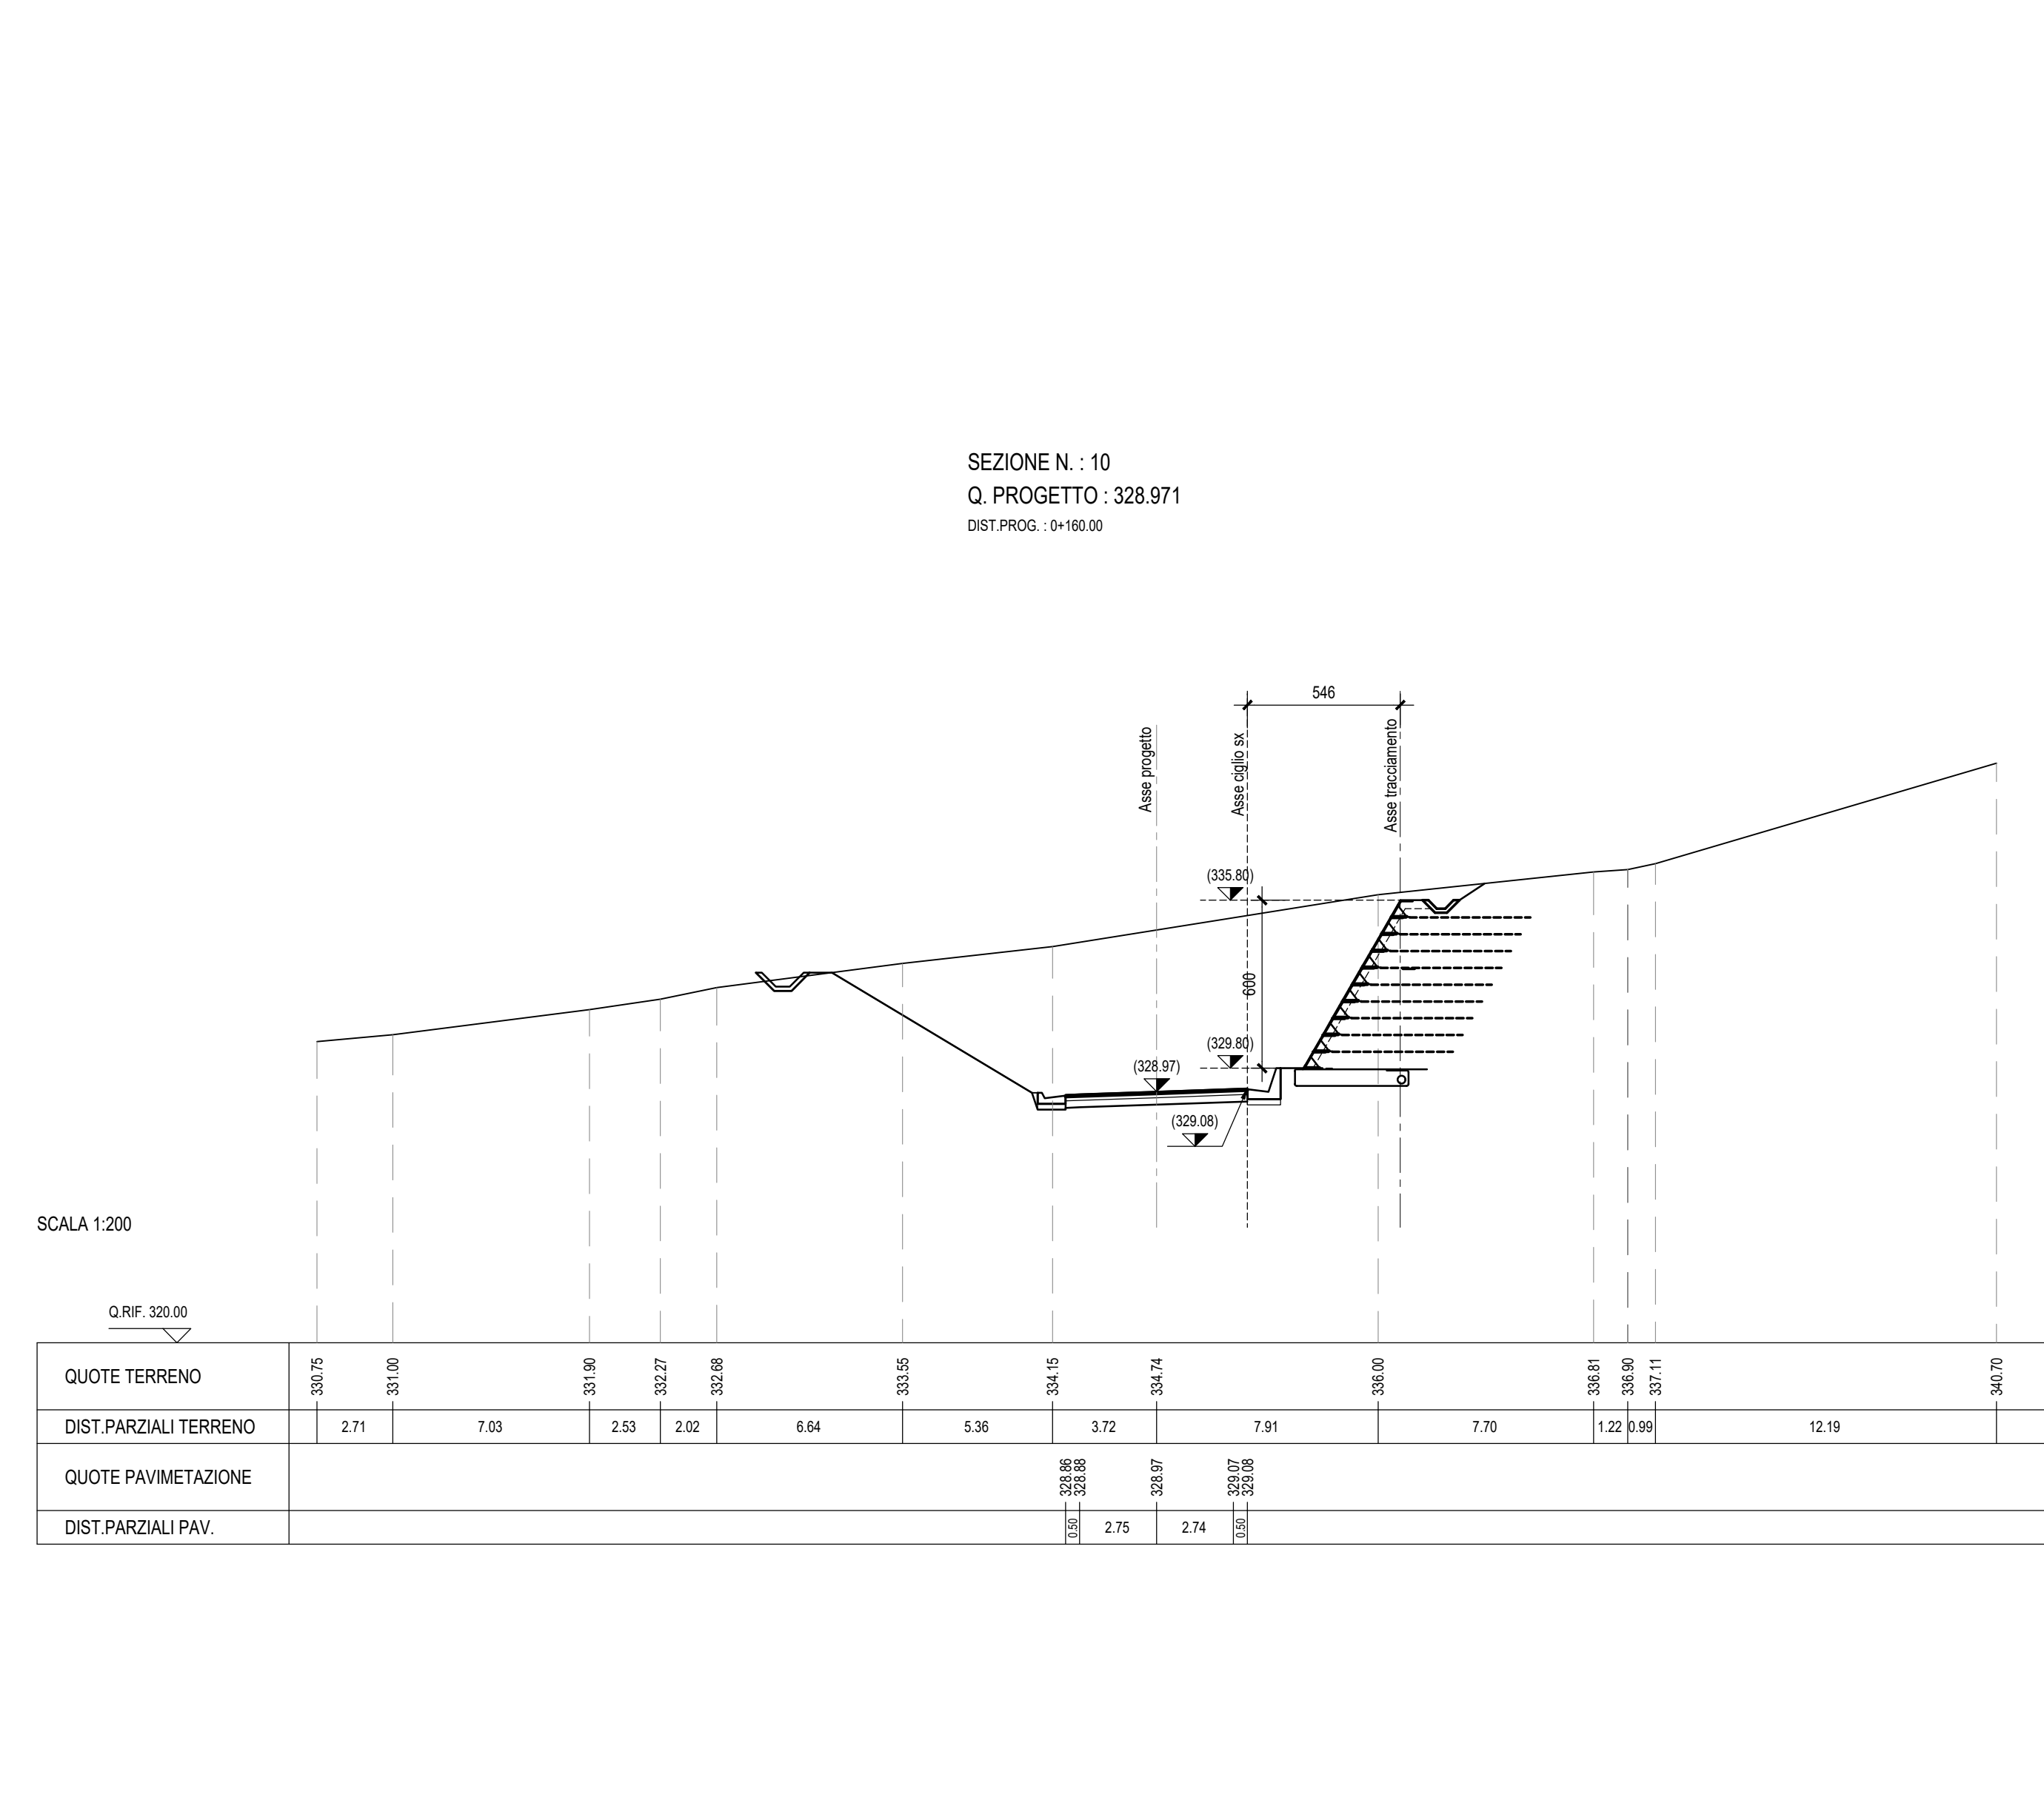 SEZIONE N. : 10
Q. PROGETTO : 328.971
DIST.PROG. : 0+160.00
546
Asse progetto
Asse ciglio sx
Asse tracciamento
(335.80)
600
(329.80)
(328.97)
(329.08)
SCALA 1:200
Q.RIF. 320.00
QUOTE TERRENO 330.75 331.00 331.90 332.27 332.68 333.55 334.15 334.74 336.00 336.81 336.90 337.11 340.70
DIST.PARZIALI TERRENO 2.71 7.03 2.53 2.02 6.64 5.36 3.72 7.91 7.70 1.22 0.99 12.19
QUOTE PAVIMETAZIONE 328.86 328.88 328.97 329.07 329.08
DIST.PARZIALI PAV. 0.50 2.75 2.74 0.50